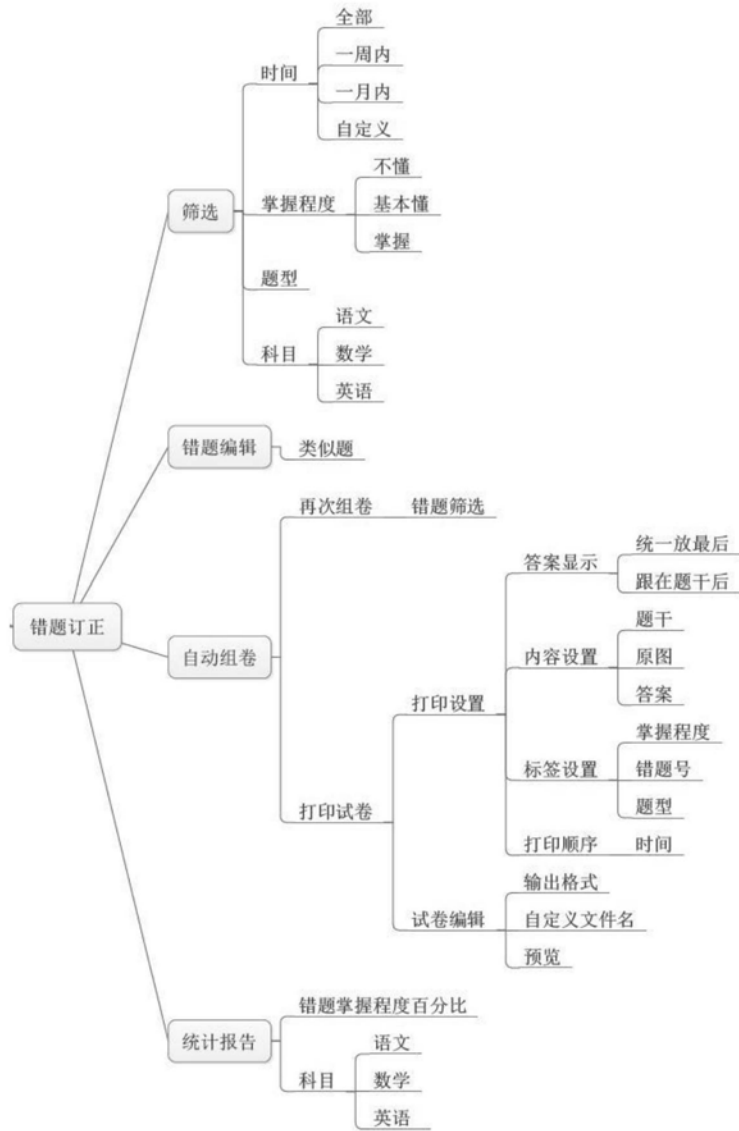 全部
一周内
时间
一月内
自定义
不懂
筛选
掌握程度
基本懂
掌握
题型
语文
科目
数学
英语
错题编辑
类似题
再次组卷
错题筛选
统一放最后
答案显示
跟在题干后
错题订正
自动组卷
题干
内容设置
原图
答案
打印设置
掌握程度
标签设置
错题号
题型
打印试卷
打印顺序
时间
输出格式
试卷编辑
自定义文件名
预览
错题掌握程度百分比
统计报告
语文
科目
数学
英语